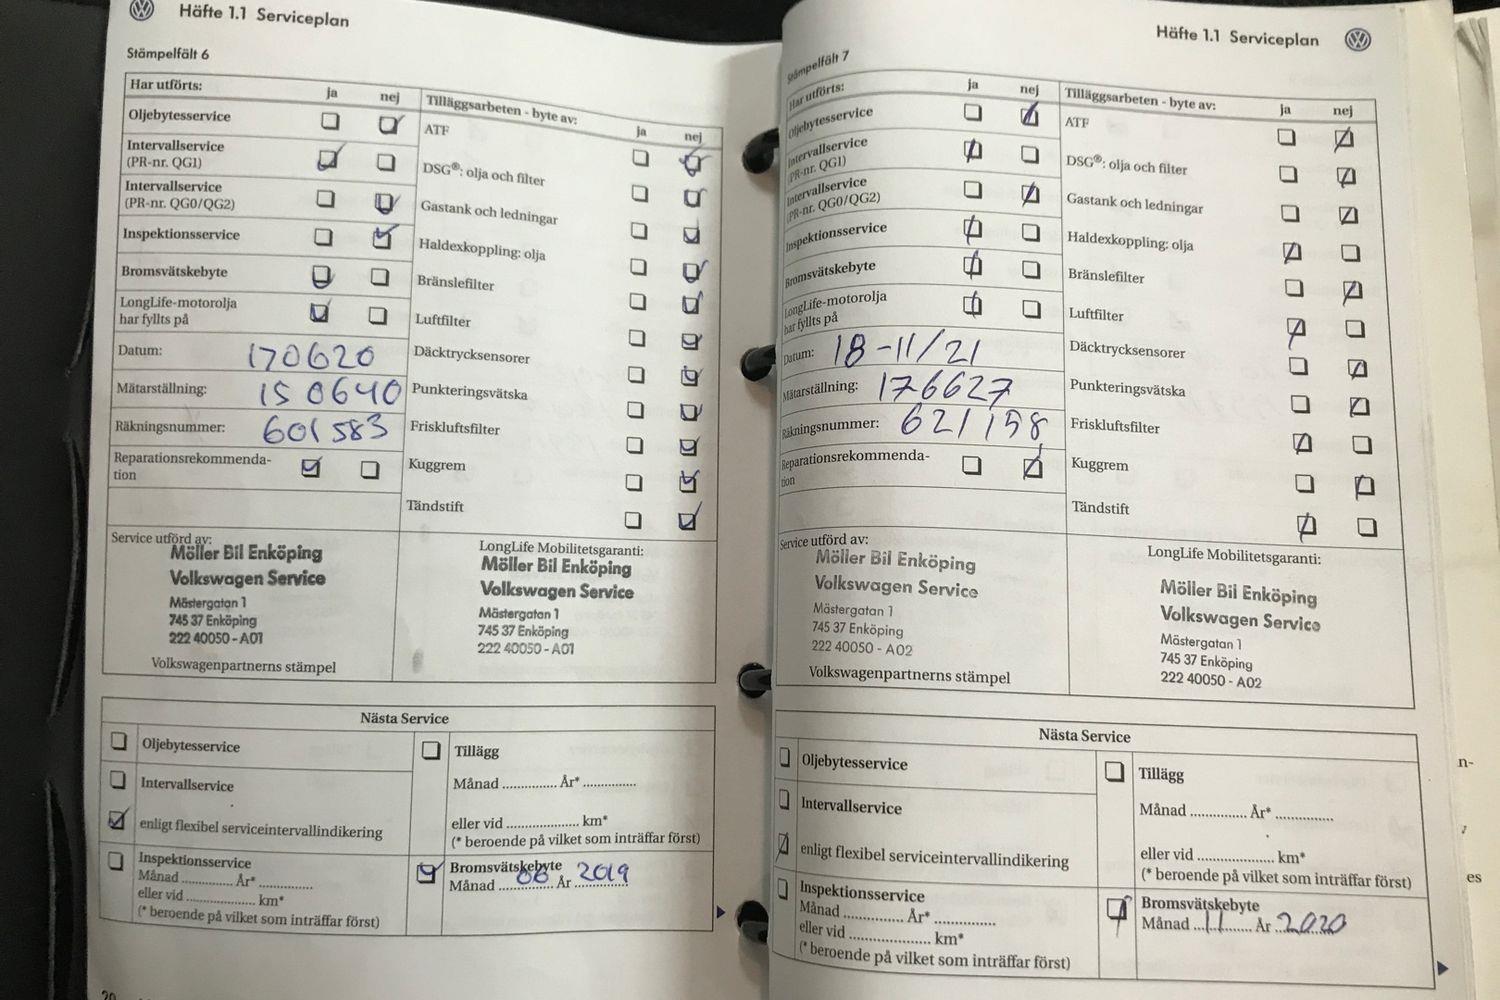 Häfte 1.1 Serviceplan
Stämpelfält 6
Har utförts: ja nej
Oljebytesservice
Intervallservice
(PR-nr. QG1)
Intervallservice
(PR-nr. QG0/QG2)
Inspektionsservice
Bromsvätskebyte
LongLife-motorolja
har fyllts på
Datum: 170620
Mätarställning: 150640
Räkningsnummer: 601583
Reparationsrekommenda-
tion
Tilläggsarbeten - byte av: ja nej
ATF
DSG®: olja och filter
Gastank och ledningar
Haldexkoppling: olja
Bränslefilter
Luftfilter
Däcktrycksensorer
Punkteringsvätska
Friskluftsfilter
Kuggrem
Tändstift
Service utförd av:
Möller Bil Enköping
Volkswagen Service
Mästergatan 1
745 37 Enköping
222 40050 - A01
Volkswagenpartnerns stämpel
LongLife Mobilitetsgaranti:
Möller Bil Enköping
Volkswagen Service
Mästergatan 1
745 37 Enköping
222 40050 - A01
Nästa Service
Oljebytesservice
Intervallservice
enligt flexibel serviceintervallindikering
Inspektionsservice
Månad .............. År* ..............
eller vid ................... km*
(* beroende på vilket som inträffar först)
Tillägg
Månad .............. År* ..............
eller vid ................... km*
(* beroende på vilket som inträffar först)
Bromsvätskebyte
Månad 06 År 2019
Häfte 1.1 Serviceplan
Stämpelfält 7
Har utförts: ja nej
Oljebytesservice
Intervallservice
(PR-nr. QG1)
Intervallservice
(PR-nr. QG0/QG2)
Inspektionsservice
Bromsvätskebyte
LongLife-motorolja
har fyllts på
Datum: 18-11/21
Mätarställning: 176627
Räkningsnummer: 621158
Reparationsrekommenda-
tion
Tilläggsarbeten - byte av: ja nej
ATF
DSG®: olja och filter
Gastank och ledningar
Haldexkoppling: olja
Bränslefilter
Luftfilter
Däcktrycksensorer
Punkteringsvätska
Friskluftsfilter
Kuggrem
Tändstift
Service utförd av:
Möller Bil Enköping
Volkswagen Service
Mästergatan 1
745 37 Enköping
222 40050 - A02
Volkswagenpartnerns stämpel
LongLife Mobilitetsgaranti:
Möller Bil Enköping
Volkswagen Service
Mästergatan 1
745 37 Enköping
222 40050 - A02
Nästa Service
Oljebytesservice
Intervallservice
enligt flexibel serviceintervallindikering
Inspektionsservice
Månad .............. År* ..............
eller vid ................... km*
(* beroende på vilket som inträffar först)
Tillägg
Månad .............. År* ..............
eller vid ................... km*
(* beroende på vilket som inträffar först)
Bromsvätskebyte
Månad 11 År 2020
n-
es